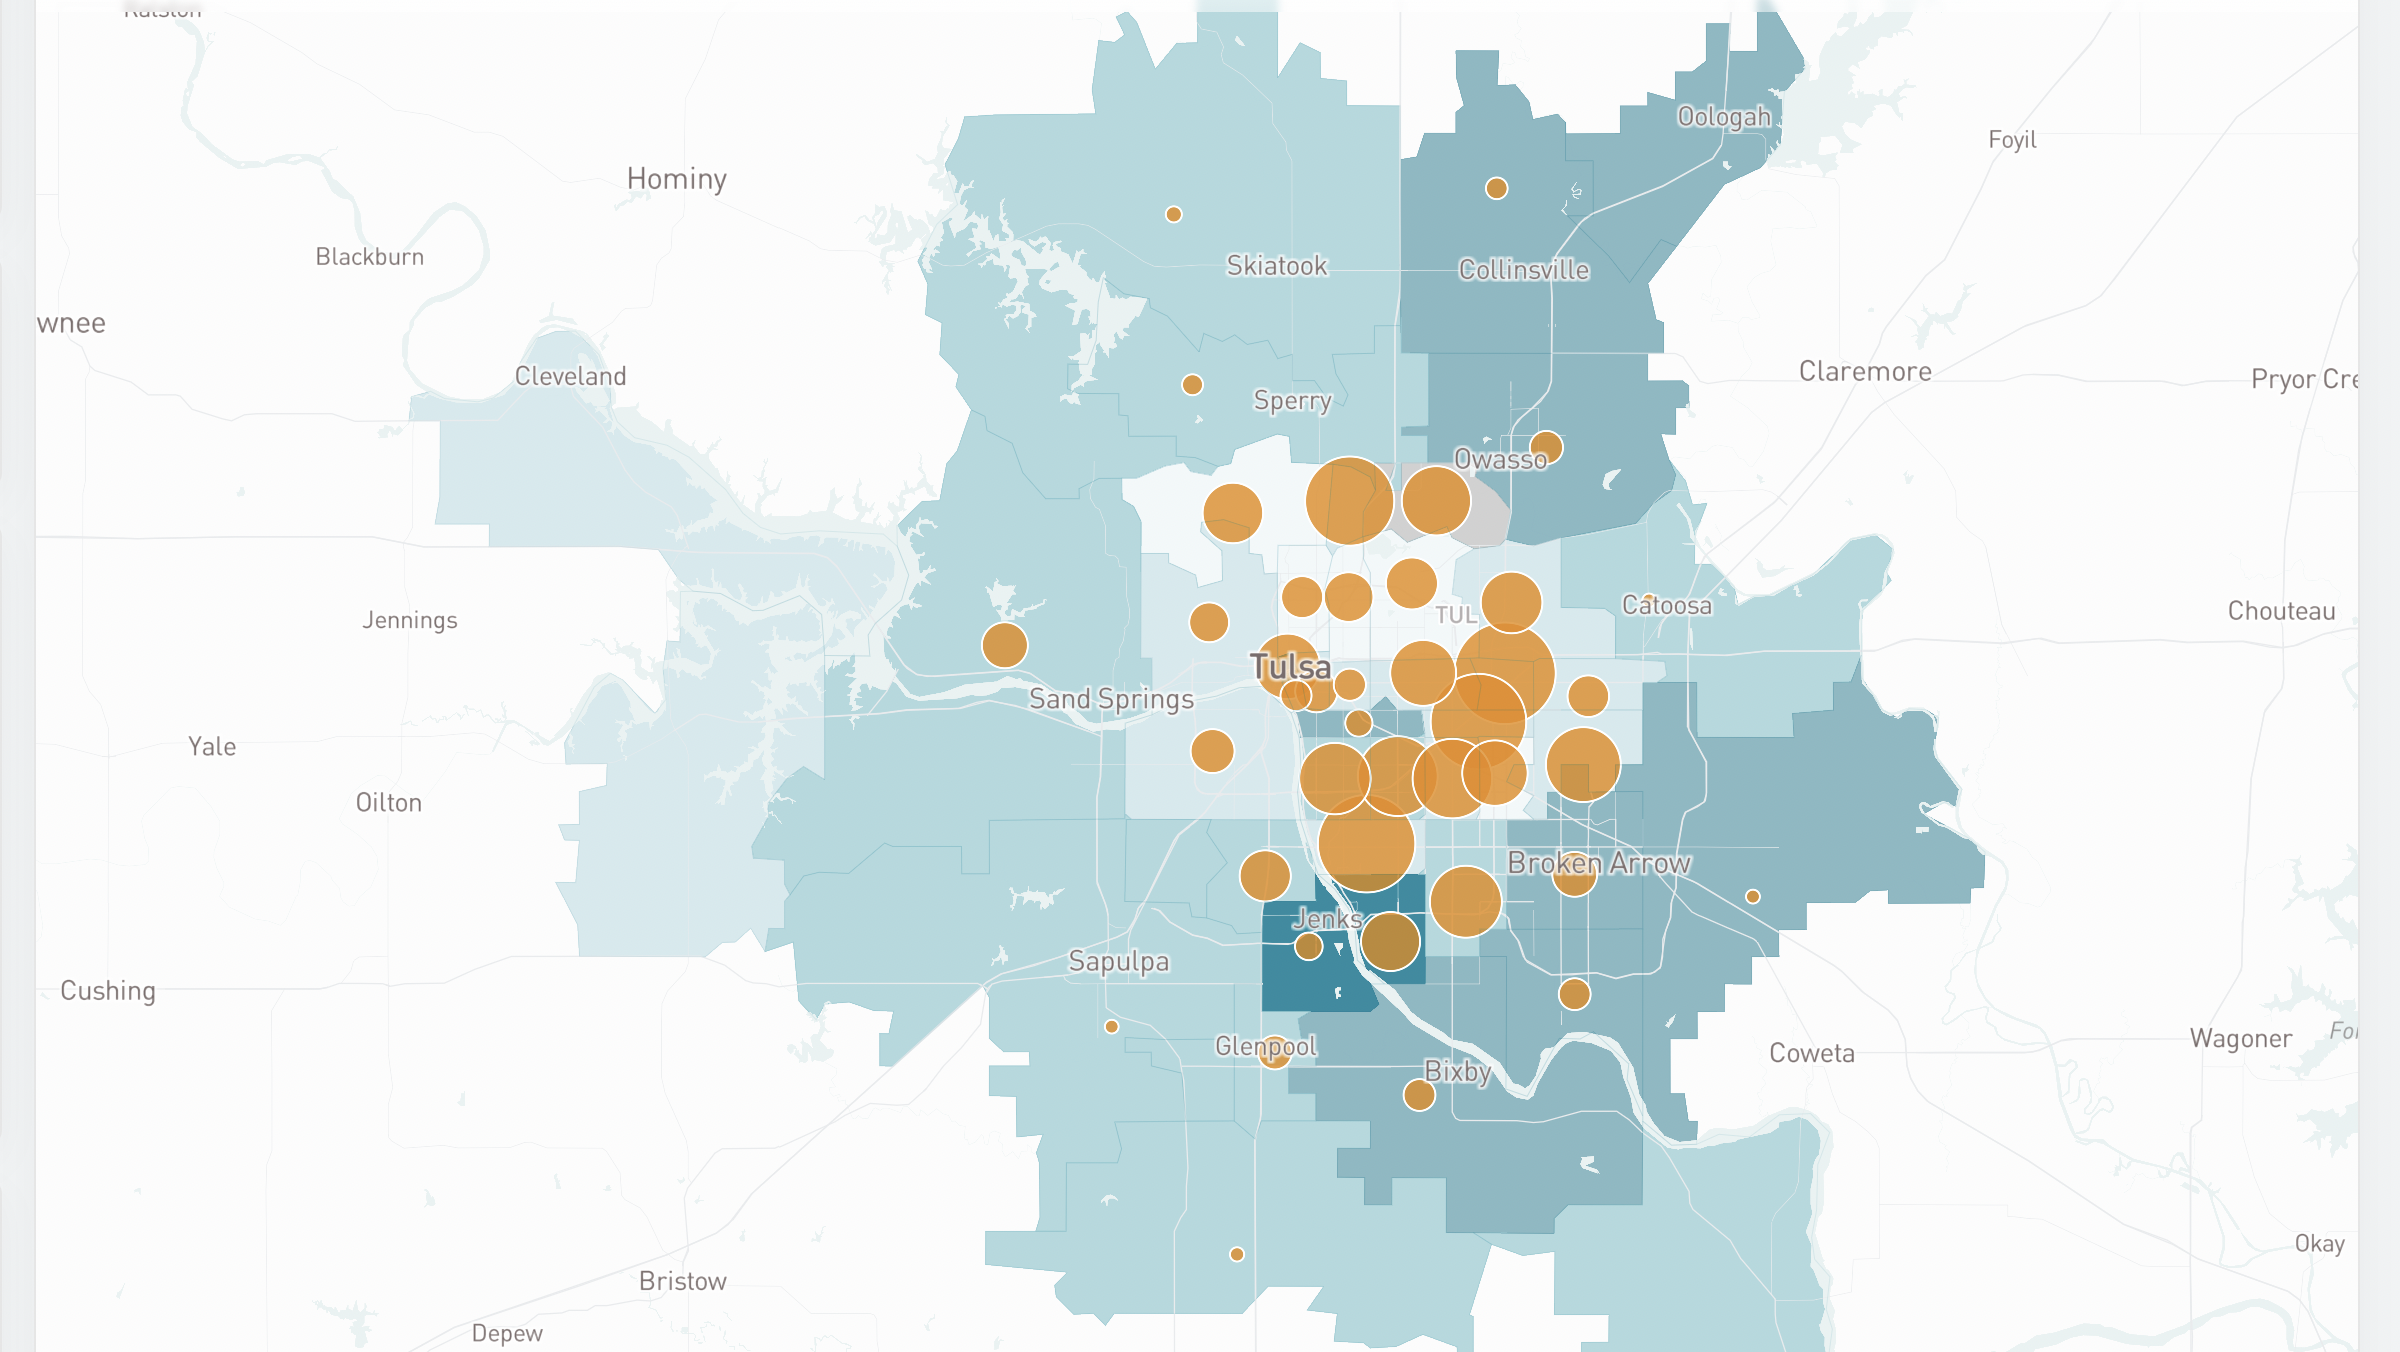 Ralston
Oologah
Foyil
Hominy
Blackburn
Skiatook
Collinsville
wnee
Cleveland
Claremore
Pryor Cre
Sperry
Owasso
Jennings
TUL
Catoosa
Chouteau
Tulsa
Sand Springs
Yale
Oilton
Broken Arrow
Jenks
Sapulpa
Cushing
Glenpool
Wagoner
For
Coweta
Bixby
Okay
Bristow
Depew